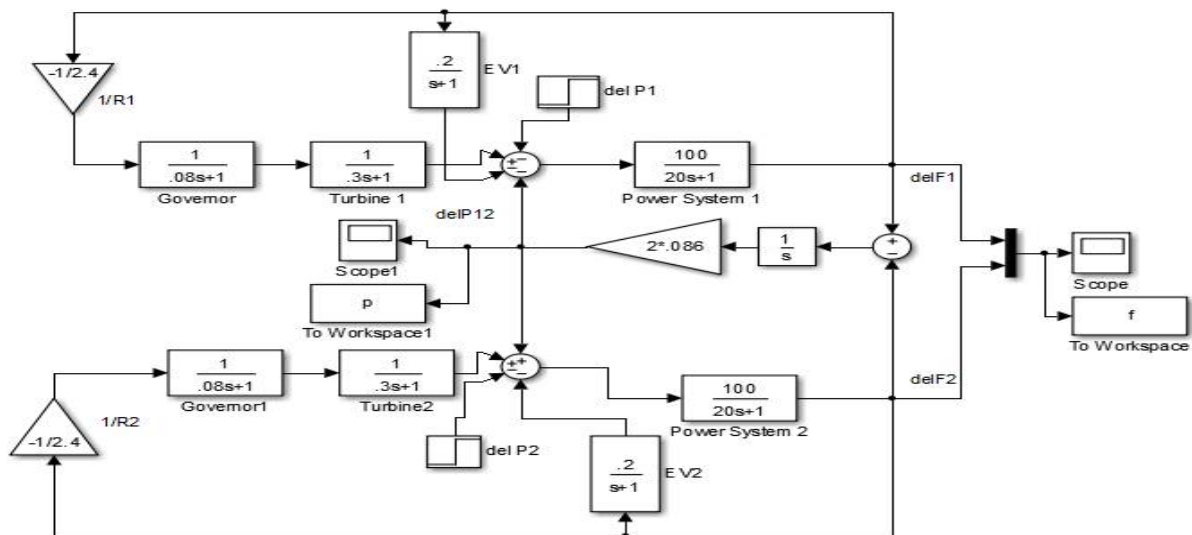 -1/2.4
1/R1
.2
s+1
EV1
del P1
1
.08s+1
Governor
1
.3s+1
Turbine 1
+
-
-
-
100
20s+1
Power System 1
delF1
delP12
Scope1
2*.086
1
s
+
-
Scope
p
To Workspace1
f
To Workspace
1
.08s+1
Governor1
1
.3s+1
Turbine2
+
+
-
-
100
20s+1
Power System 2
delF2
-1/2.4
1/R2
del P2
.2
s+1
EV2